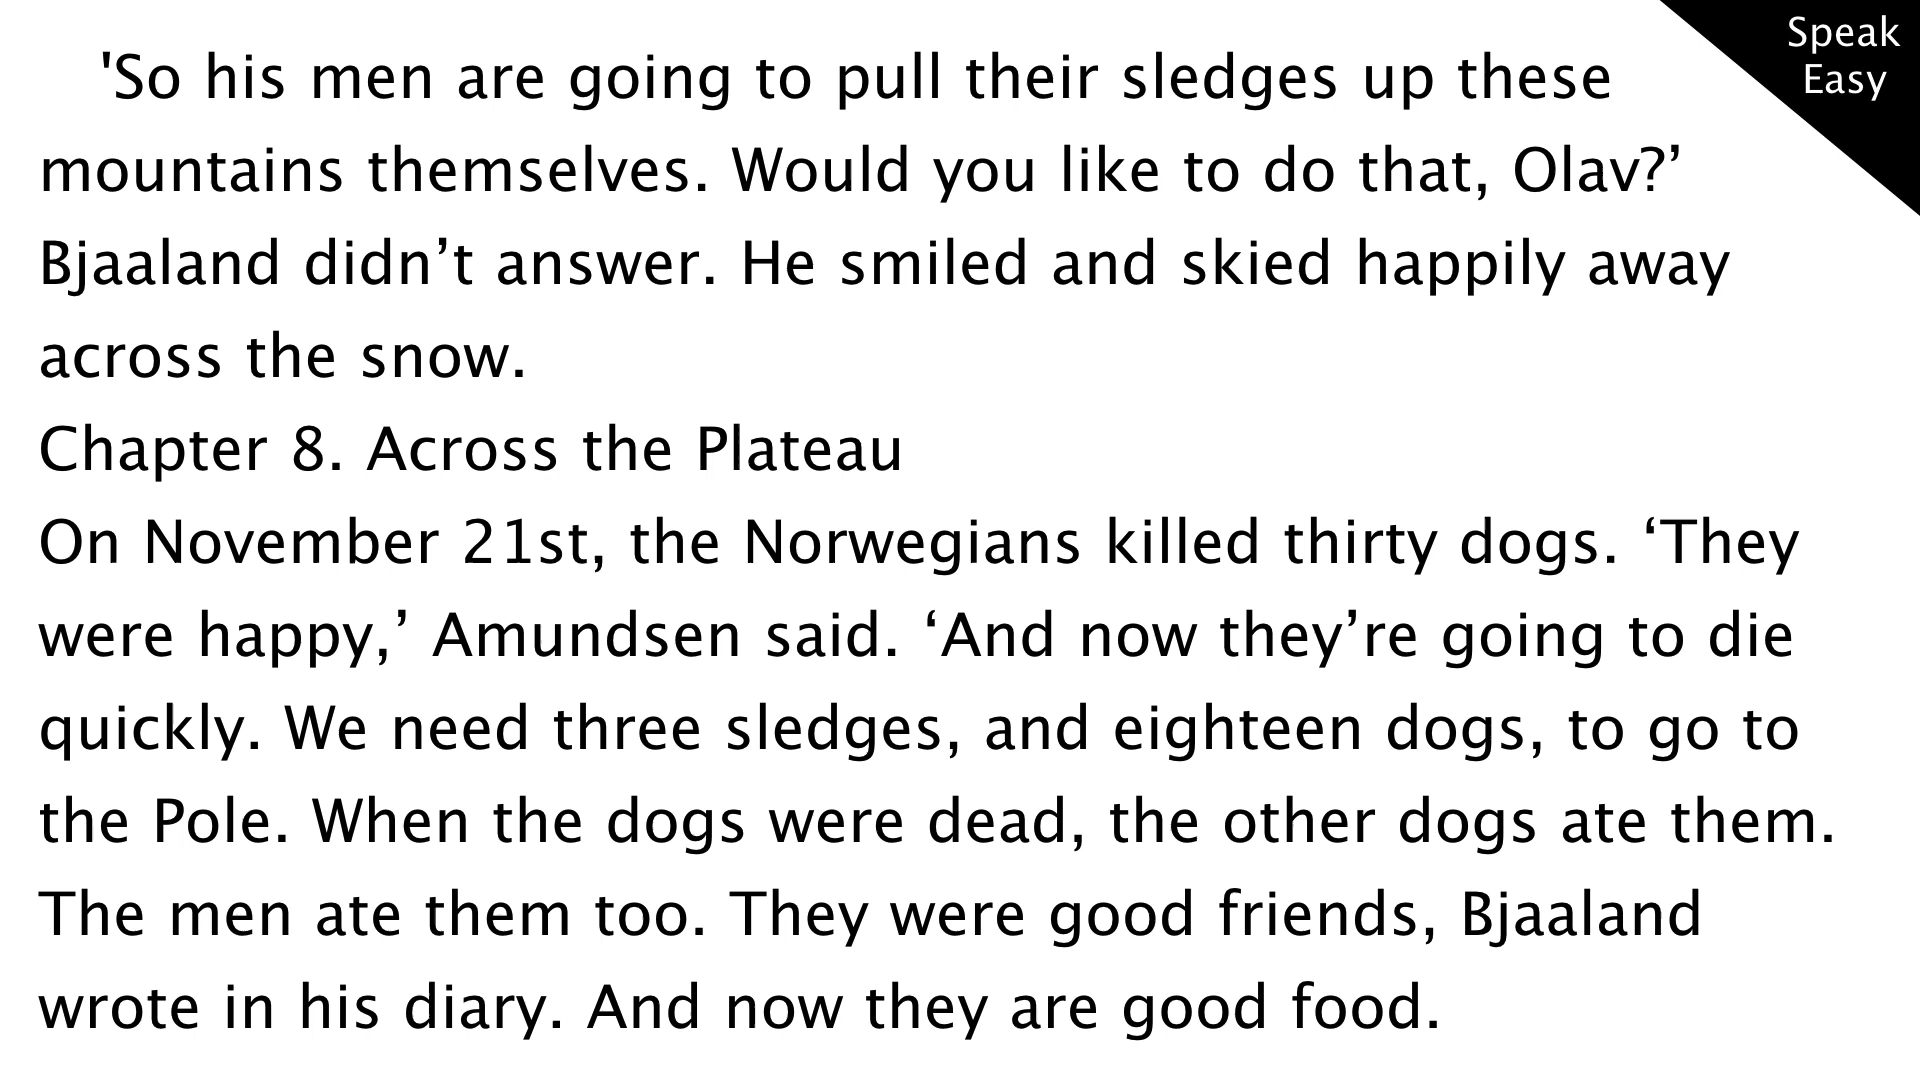 'So his men are going to pull their sledges up these
mountains themselves. Would you like to do that, Olav?’
Bjaaland didn’t answer. He smiled and skied happily away
across the snow.
Chapter 8. Across the Plateau
On November 21st, the Norwegians killed thirty dogs. ‘They
were happy,’ Amundsen said. ‘And now they’re going to die
quickly. We need three sledges, and eighteen dogs, to go to
the Pole. When the dogs were dead, the other dogs ate them.
The men ate them too. They were good friends, Bjaaland
wrote in his diary. And now they are good food.
Speak
Easy